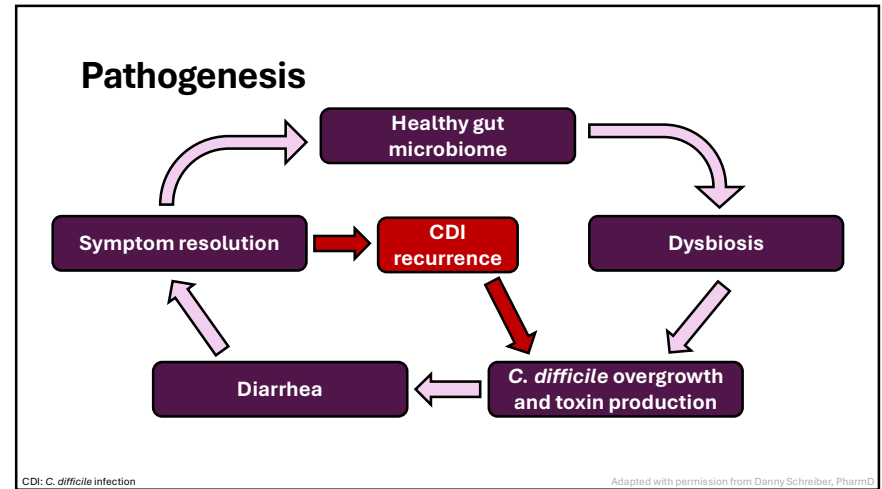 Pathogenesis
Healthy gut
microbiome
Symptom resolution
CDI
recurrence
Dysbiosis
Diarrhea
C. difficile overgrowth
and toxin production
CDI: C. difficile infection
Adapted with permission from Danny Schreiber, PharmD